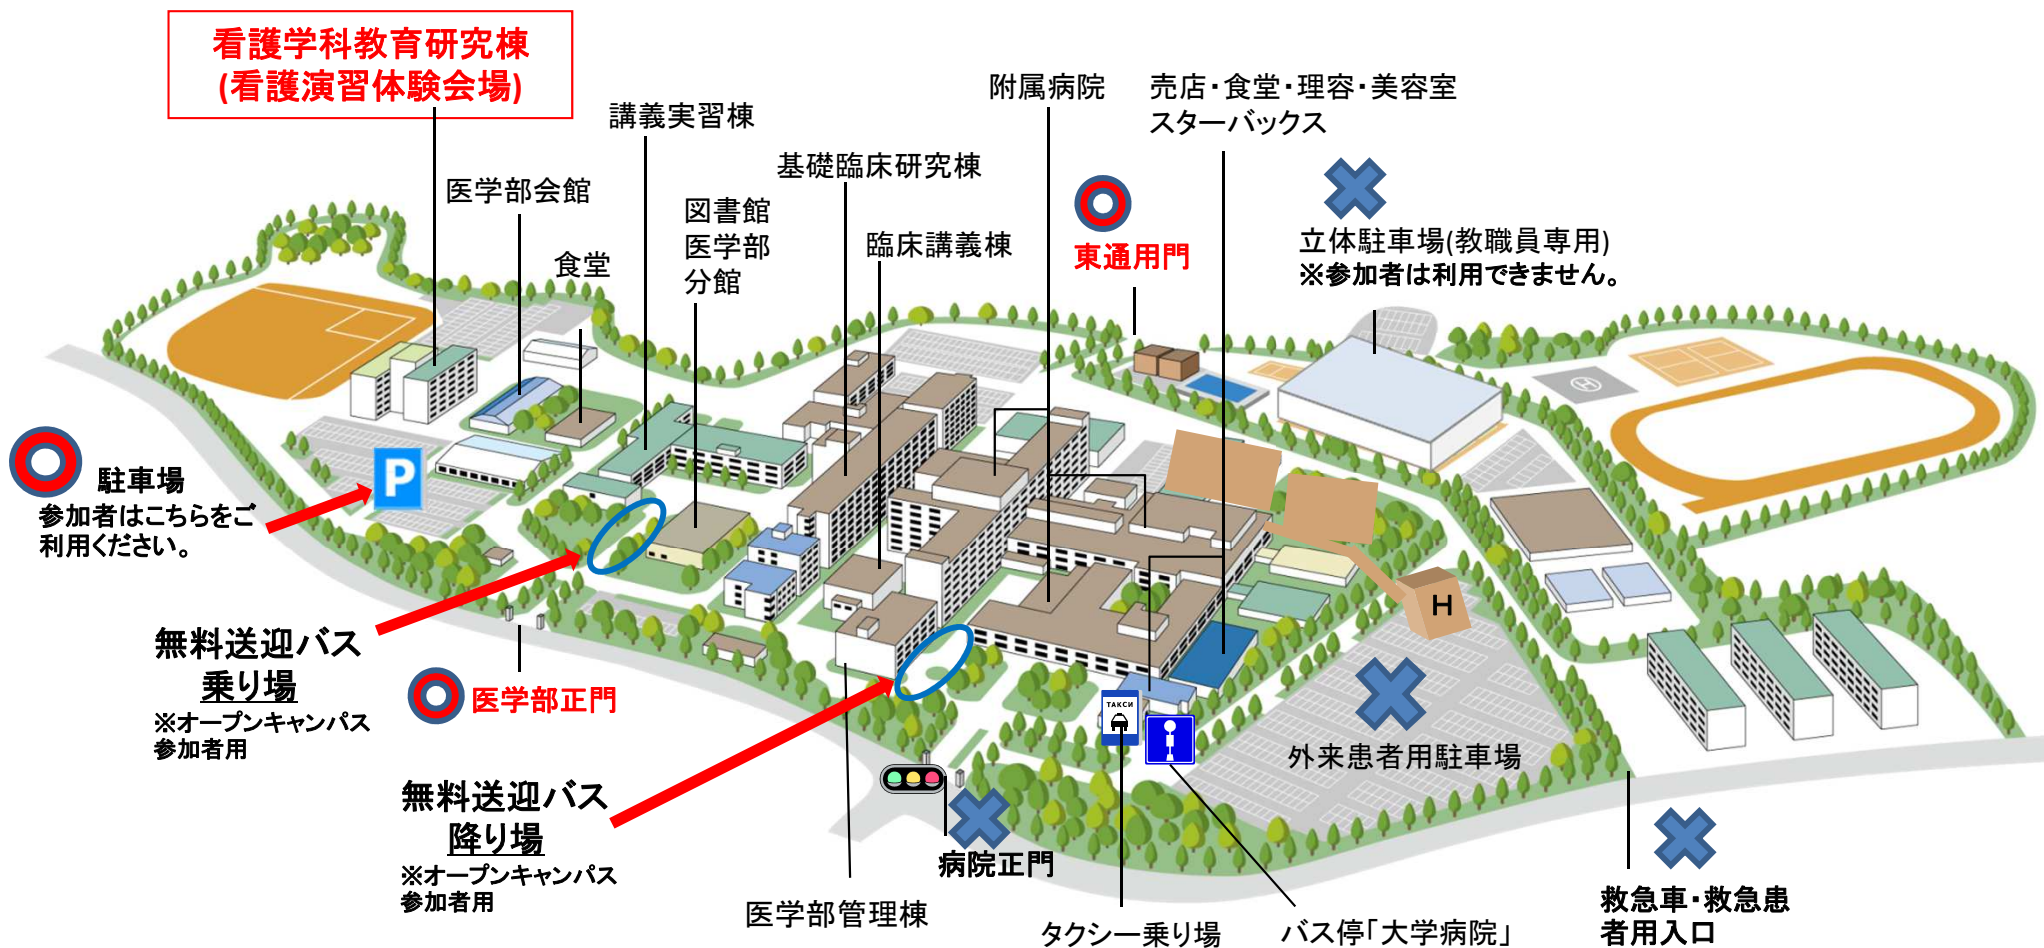 看護学科教育研究棟
(看護演習体験会場)
講義実習棟
医学部会館
食堂
図書館
医学部
分館
基礎臨床研究棟
臨床講義棟
附属病院
売店・食堂・理容・美容室
スターバックス
東通用門
立体駐車場(教職員専用)
※参加者は利用できません。
駐車場
参加者はこちらをご
利用ください。
P
無料送迎バス
乗り場
※オープンキャンパス
参加者用
医学部正門
無料送迎バス
降り場
※オープンキャンパス
参加者用
H
H
ТАКСИ
外来患者用駐車場
病院正門
医学部管理棟
タクシー乗り場
バス停「大学病院」
救急車・救急患
者用入口